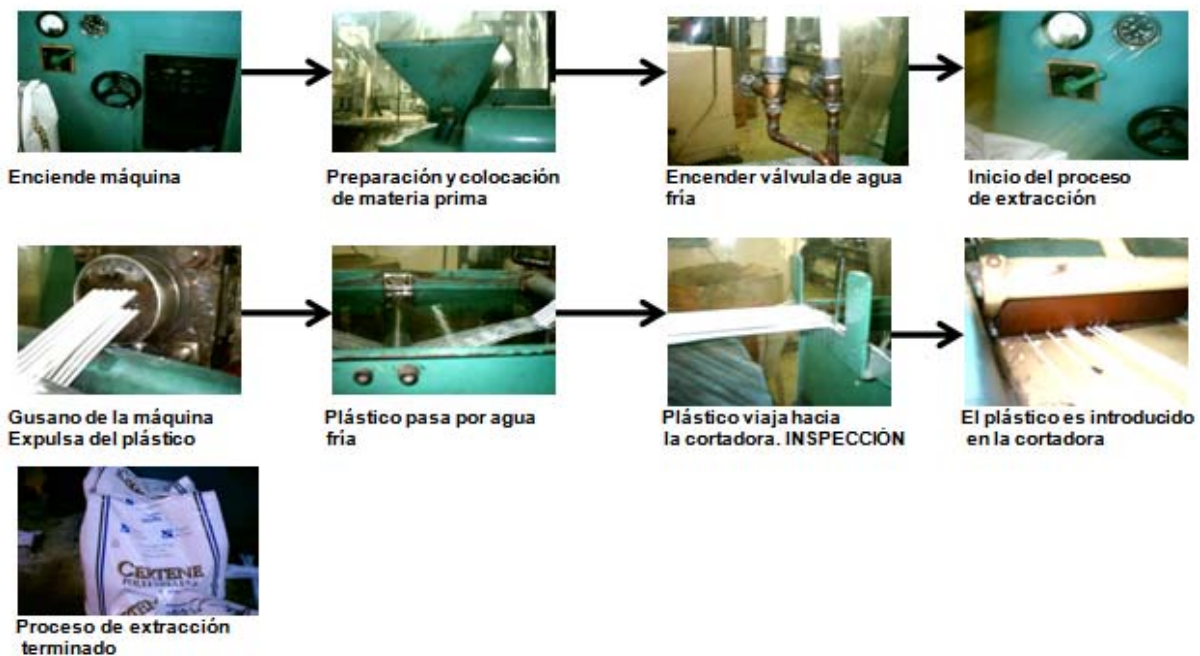 Enciende máquina
Preparación y colocación
de materia prima
Encender válvula de agua
fría
Inicio del proceso
de extracción
Gusano de la máquina
Expulsa del plástico
Plástico pasa por agua
fría
Plástico viaja hacia
la cortadora. INSPECCIÓN
El plástico es introducido
en la cortadora
CERTENE
Proceso de extracción
terminado